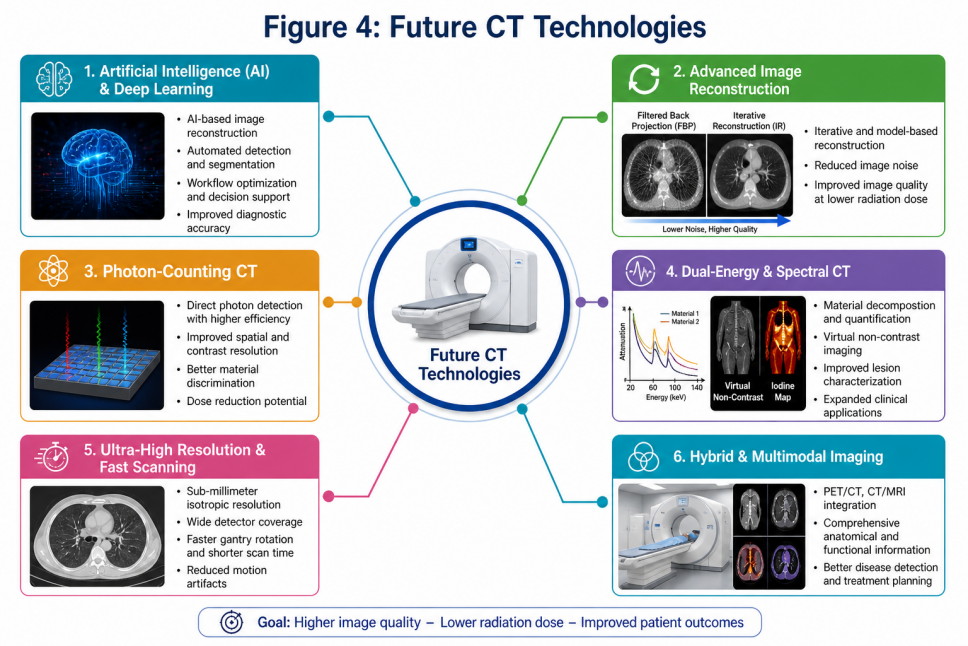 Figure 4: Future CT Technologies
1. Artificial Intelligence (AI)
& Deep Learning
• AI-based image
reconstruction
• Automated detection
and segmentation
• Workflow optimization
and decision support
• Improved diagnostic
accuracy
2. Advanced Image
Reconstruction
Filtered Back
Projection (FBP)
Iterative
Reconstruction (IR)
Lower Noise, Higher Quality
• Iterative and model-based
reconstruction
• Reduced image noise
• Improved image quality
at lower radiation dose
3. Photon-Counting CT
• Direct photon detection
with higher efficiency
• Improved spatial and
contrast resolution
• Better material
discrimination
• Dose reduction potential
Future CT
Technologies
4. Dual-Energy & Spectral CT
Attenuation
Material 1
Material 2
20 60 100 140
Energy (keV)
Virtual
Non-Contrast
Iodine
Map
• Material decompostion
and quantification
• Virtual non-contrast
imaging
• Improved lesion
characterization
• Expanded clinical
applications
5. Ultra-High Resolution &
Fast Scanning
• Sub-millimeter
isotropic resolution
• Wide detector coverage
• Faster gantry rotation
and shorter scan time
• Reduced motion
artifacts
6. Hybrid & Multimodal Imaging
• PET/CT, CT/MRI
integration
• Comprehensive
anatomical and
functional information
• Better disease detection
and treatment planning
Goal: Higher image quality – Lower radiation dose – Improved patient outcomes